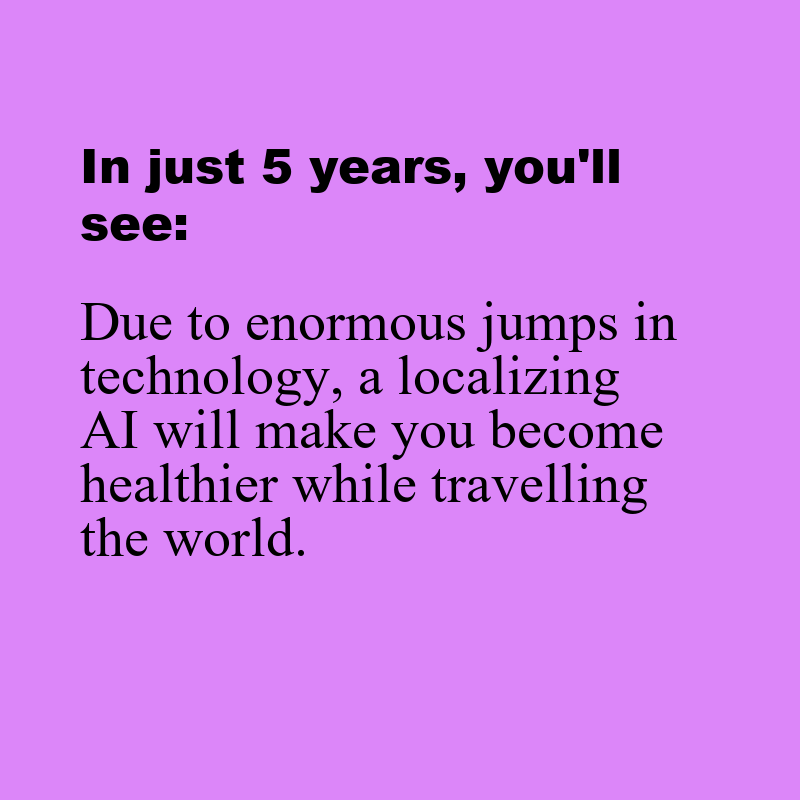 In just 5 years, you'll
see:
Due to enormous jumps in
technology, a localizing
AI will make you become
healthier while travelling
the world.